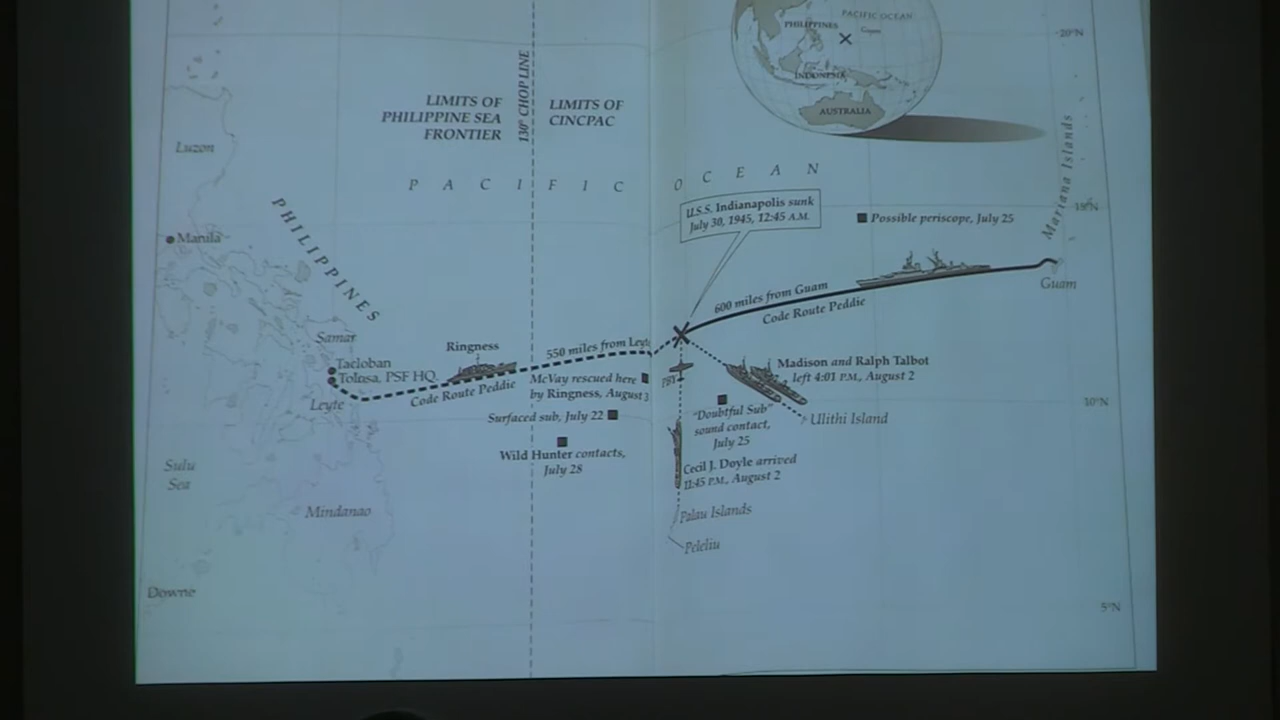 PACIFIC OCEAN
PHILIPPINES
Guam
INDONESIA
AUSTRALIA
20°N
LIMITS OF
PHILIPPINE SEA
FRONTIER
130° CHOP LINE
LIMITS OF
CINCPAC
Luzon
PACIFIC OCEAN
Mariana Islands
U.S.S. Indianapolis sunk
July 30, 1945, 12:45 A.M.
Possible periscope, July 25
15°N
PHILIPPINES
Manila
600 miles from Guam
Code Route Peddie
Guam
Samar
Ringness
550 miles from Leyte
Tacloban
Tolosa, PSF HQ
Code Route Peddie
McVay rescued here
by Ringness, August 3
PBY
Madison and Ralph Talbot
left 4:01 P.M., August 2
Leyte
Surfaced sub, July 22
"Doubtful Sub"
sound contact,
July 25
Ulithi Island
10°N
Wild Hunter contacts,
July 28
Cecil J. Doyle arrived
11:45 P.M., August 2
Sulu
Sea
Mindanao
Palau Islands
Peleliu
5°N